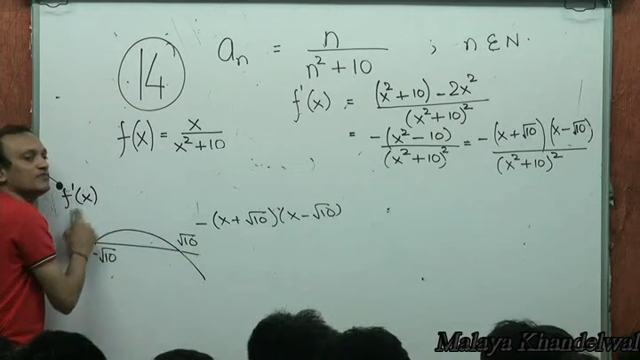 14 a_n = n / (n² + 10) ; n ∈ N.
f(x) = x / (x² + 10)
f'(x) = ((x² + 10) - 2x²) / (x² + 10)²
= -(x² - 10) / (x² + 10)² = -(x + √10)(x - √10) / (x² + 10)²
f'(x)
- (x + √10)(x - √10)
-√10 √10
Malaya Khandelwal